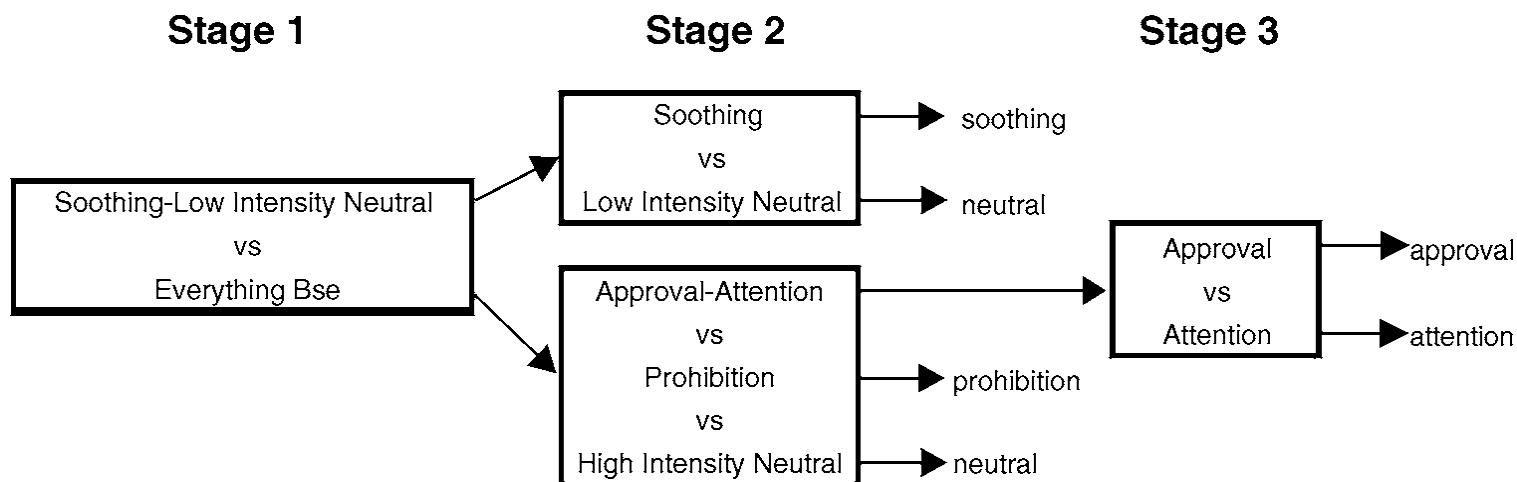 Stage 1
Stage 2
Stage 3
Soothing-Low Intensity Neutral
vs
Everything Bse
Soothing
vs
Low Intensity Neutral
soothing
neutral
Approval-Attention
vs
Prohibition
vs
High Intensity Neutral
prohibition
neutral
Approval
vs
Attention
approval
attention